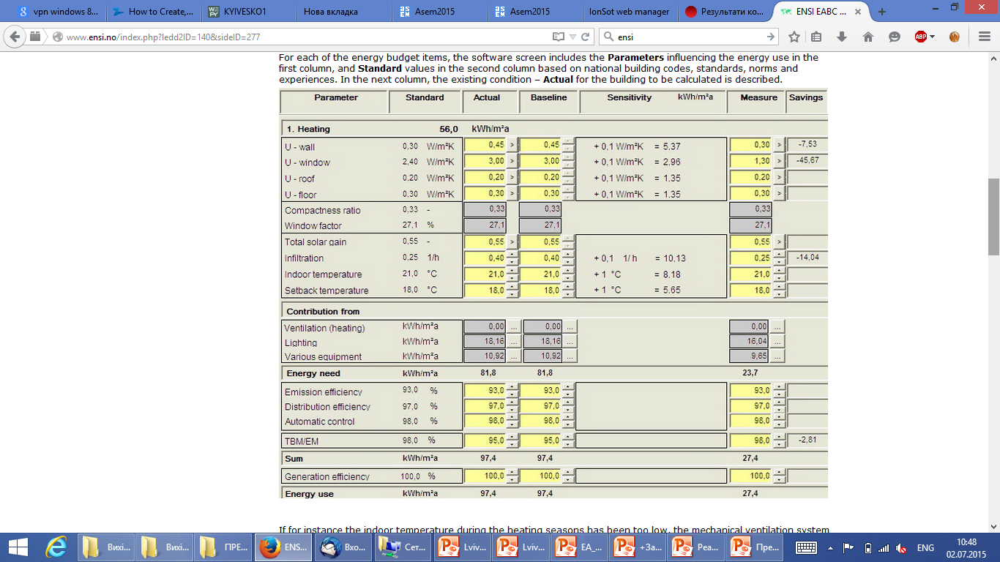 vpn windows 8...
How to Create,...
KYIVESKO1
Нова вкладка
Asem2015
Asem2015
IonSot web manager
Результати ко...
ENSI EABC ...
www.ensi.no/index.php?ledd2ID=140&sideID=277
ensi
For each of the energy budget items, the software screen includes the Parameters influencing the energy use in the
first column, and Standard values in the second column based on national building codes, standards, norms and
experiences. In the next column, the existing condition – Actual for the building to be calculated is described.
Parameter Standard Actual Baseline Sensitivity kWh/m²a Measure Savings
1. Heating 56,0 kWh/m²a
U - wall 0,30 W/m²K 0,45 > 0,45 + 0,1 W/m²K = 5.37 0,30 > -7,53
U - window 2,40 W/m²K 3,00 > 3,00 + 0,1 W/m²K = 2.96 1,30 > -45,67
U - roof 0,20 W/m²K 0,20 > 0,20 + 0,1 W/m²K = 1.35 0,20 >
U - floor 0,30 W/m²K 0,30 > 0,30 + 0,1 W/m²K = 1.35 0,30 >
Compactness ratio 0,33 - 0,33 0,33 0,33
Window factor 27,1 % 27,1 27,1 27,1
Total solar gain 0,55 - 0,55 > 0,55 0,55 >
Infiltration 0,25 1/h 0,40 0,40 + 0,1 1/ h = 10.13 0,25 -14,04
Indoor temperature 21,0 °C 21,0 21,0 + 1 °C = 8.18 21,0
Setback temperature 18,0 °C 18,0 18,0 + 1 °C = 5.65 18,0
Contribution from
Ventilation (heating) kWh/m²a 0,00 ... 0,00 ... 0,00 ...
Lighting kWh/m²a 18,16 ... 18,16 ... 16,04 ...
Various equipment kWh/m²a 10,92 ... 10,92 ... 9,65 ...
Energy need kWh/m²a 81,8 81,8 23,7
Emission efficiency 93,0 % 93,0 93,0 93,0
Distribution efficiency 97,0 % 97,0 97,0 97,0
Automatic control 98,0 % 98,0 98,0 98,0
TBM/EM 98,0 % 95,0 95,0 98,0 -2,81
Sum kWh/m²a 97,4 97,4 27,4
Generation efficiency 100,0 % 100,0 100,0 100,0
Energy use kWh/m²a 97,4 97,4 27,4
If for instance the indoor temperature during the heating seasons has been too low, the mechanical ventilation system
Вихі...
Вихі...
ПРЕ...
ENS...
Вхо...
Сет...
Lviv...
Lviv...
EA_...
+За...
Реа...
Пре...
ENG
10:48
02.07.2015